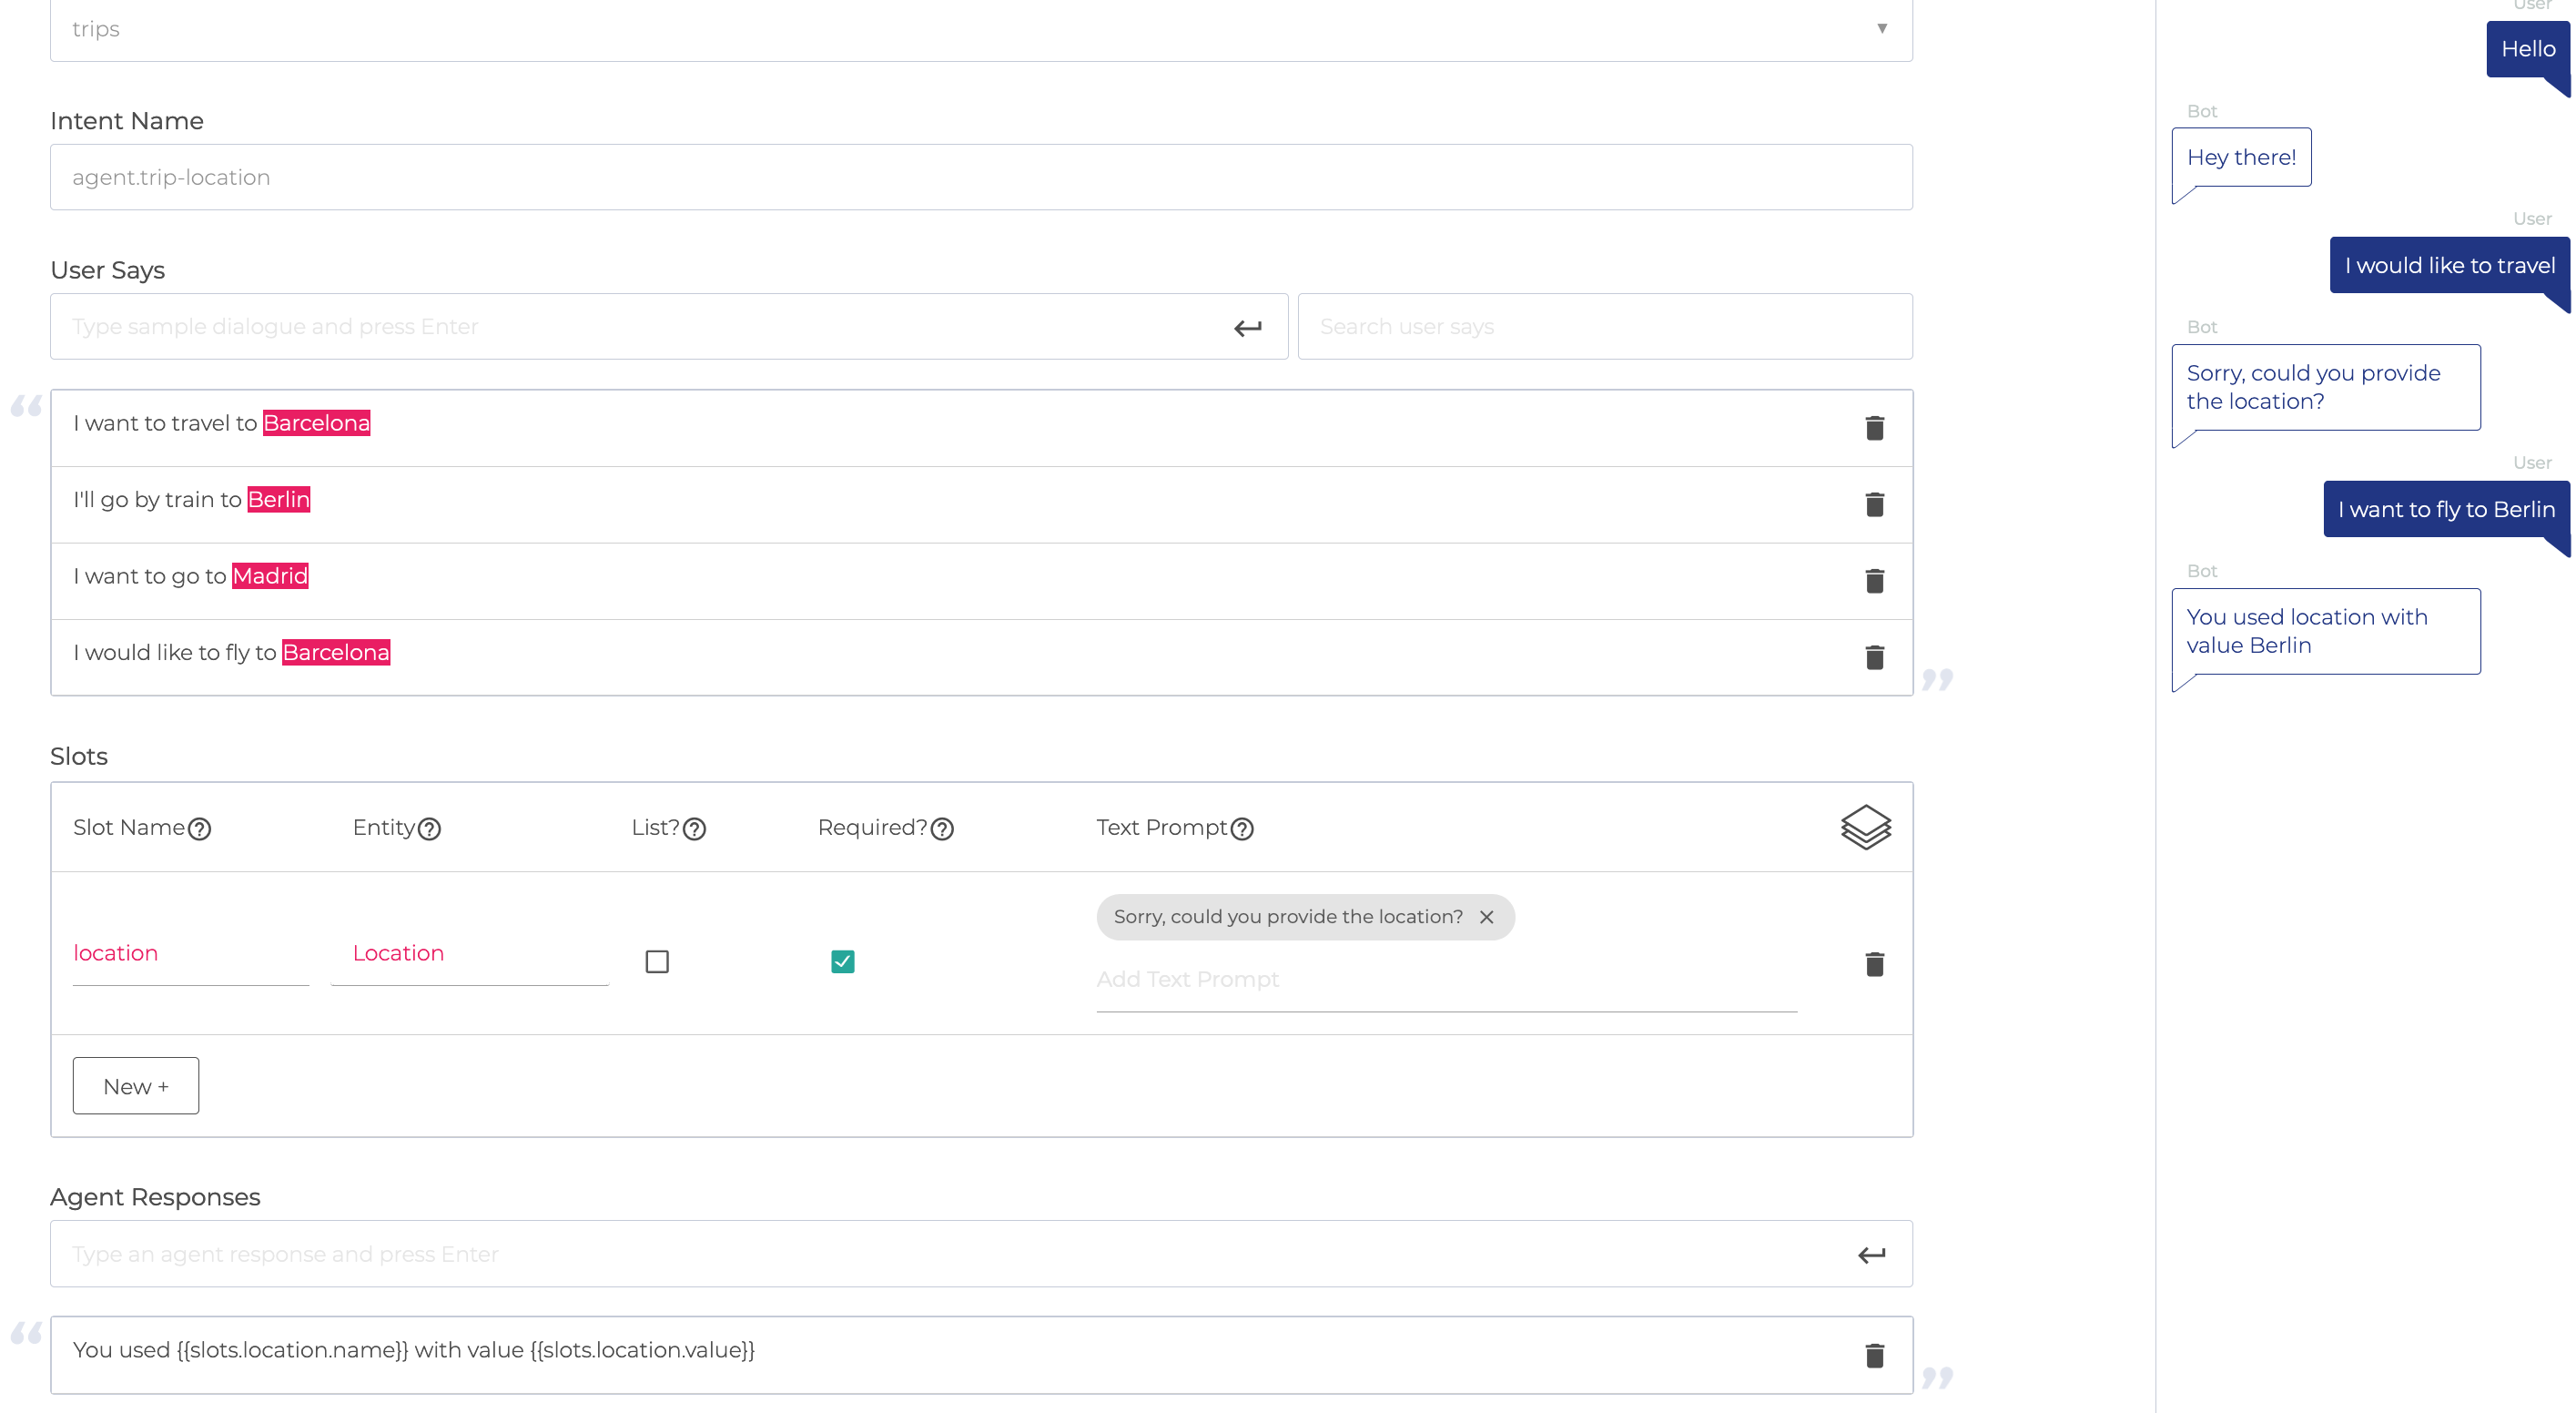 trips
Intent Name
agent.trip-location
User Says
Type sample dialogue and press Enter
Search user says
I want to travel to Barcelona
I'll go by train to Berlin
I want to go to Madrid
I would like to fly to Barcelona
Slots
Slot Name
Entity
List?
Required?
Text Prompt
Sorry, could you provide the location?
location
Location
Add Text Prompt
New +
Agent Responses
Type an agent response and press Enter
You used {{slots.location.name}} with value {{slots.location.value}}
User
Hello
Bot
Hey there!
User
I would like to travel
Bot
Sorry, could you provide
the location?
User
I want to fly to Berlin
Bot
You used location with
value Berlin